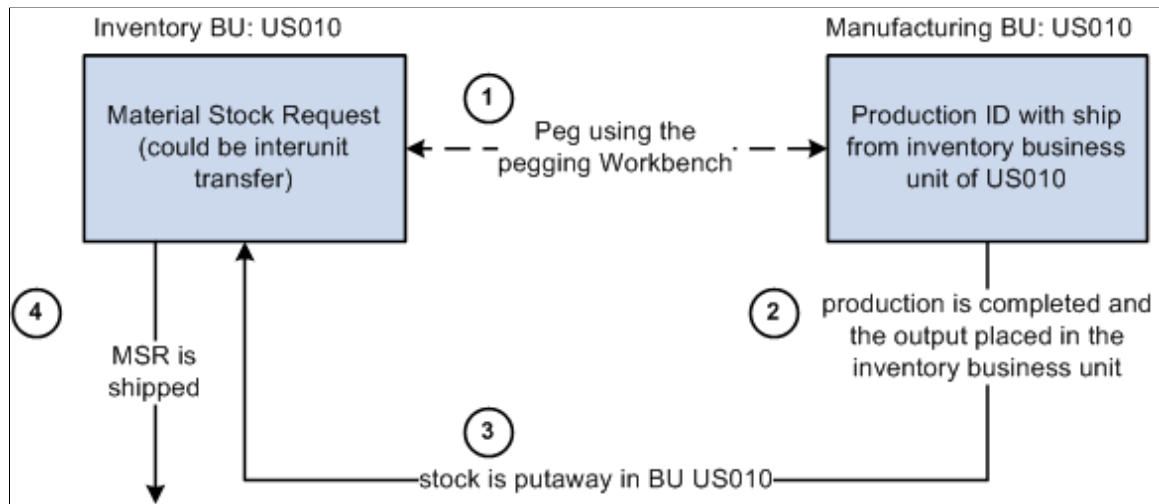 Inventory BU: US010
Manufacturing BU: US010
Material Stock Request
(could be interunit
transfer)
1
Peg using the
pegging Workbench
Production ID with ship
from inventory business
unit of US010
4
MSR is
shipped
2
production is completed and
the output placed in the
inventory business unit
3
stock is putaway in BU US010